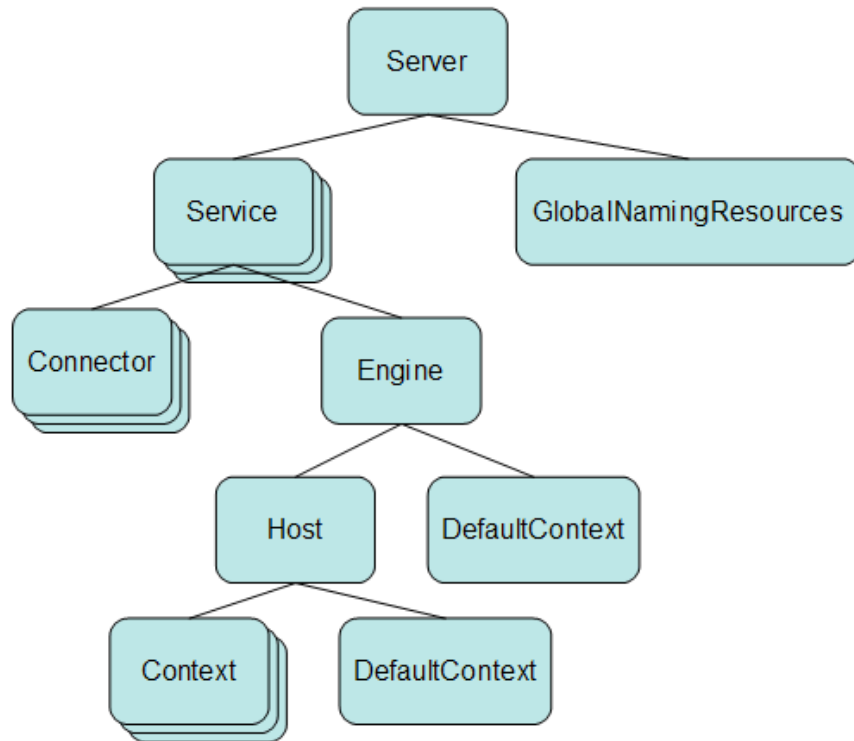 Server
Service
GlobalNamingResources
Connector
Engine
Host
DefaultContext
Context
DefaultContext